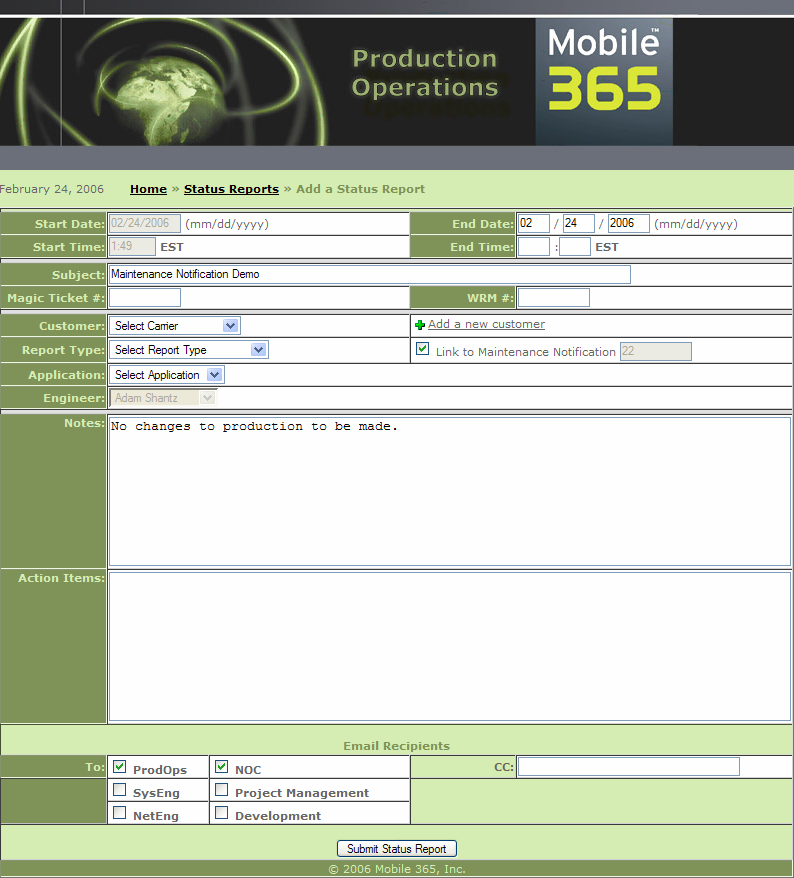 Production
Operations
Mobile™
365
February 24, 2006 Home » Status Reports » Add a Status Report
Start Date: 02/24/2006 (mm/dd/yyyy) End Date: 02 / 24 / 2006 (mm/dd/yyyy)
Start Time: 1:49 EST End Time: : EST
Subject: Maintenance Notification Demo
Magic Ticket #: WRM #:
Customer: Select Carrier Add a new customer
Report Type: Select Report Type Link to Maintenance Notification 22
Application: Select Application
Engineer: Adam Shantz
Notes: No changes to production to be made.
Action Items:
Email Recipients
To: ProdOps NOC CC:
SysEng Project Management
NetEng Development
Submit Status Report
© 2006 Mobile 365, Inc.